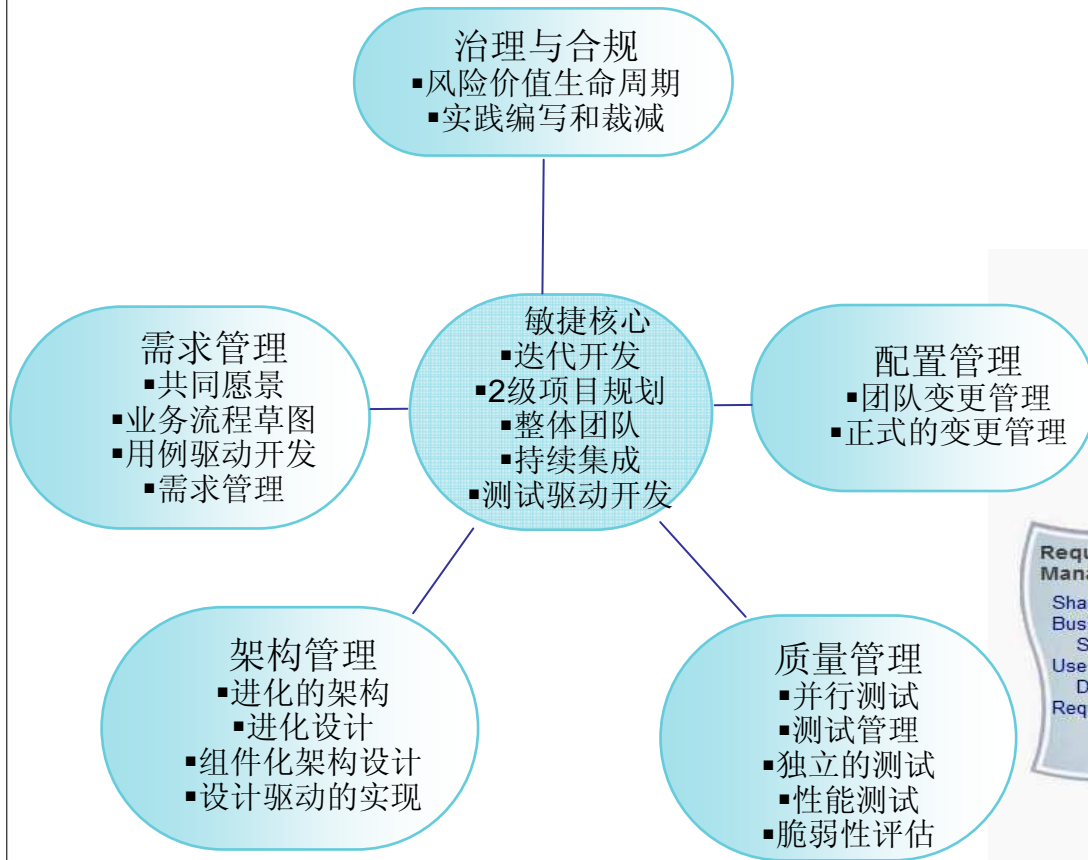 治理与合规
▪风险价值生命周期
▪实践编写和裁减
需求管理
▪共同愿景
▪业务流程草图
▪用例驱动开发
▪需求管理
敏捷核心
▪迭代开发
▪2级项目规划
▪整体团队
▪持续集成
▪测试驱动开发
配置管理
▪团队变更管理
▪正式的变更管理
架构管理
▪进化的架构
▪进化设计
▪组件化架构设计
▪设计驱动的实现
质量管理
▪并行测试
▪测试管理
▪独立的测试
▪性能测试
▪脆弱性评估
Requ
Mana
Sha
Bus
S
Use
D
Req